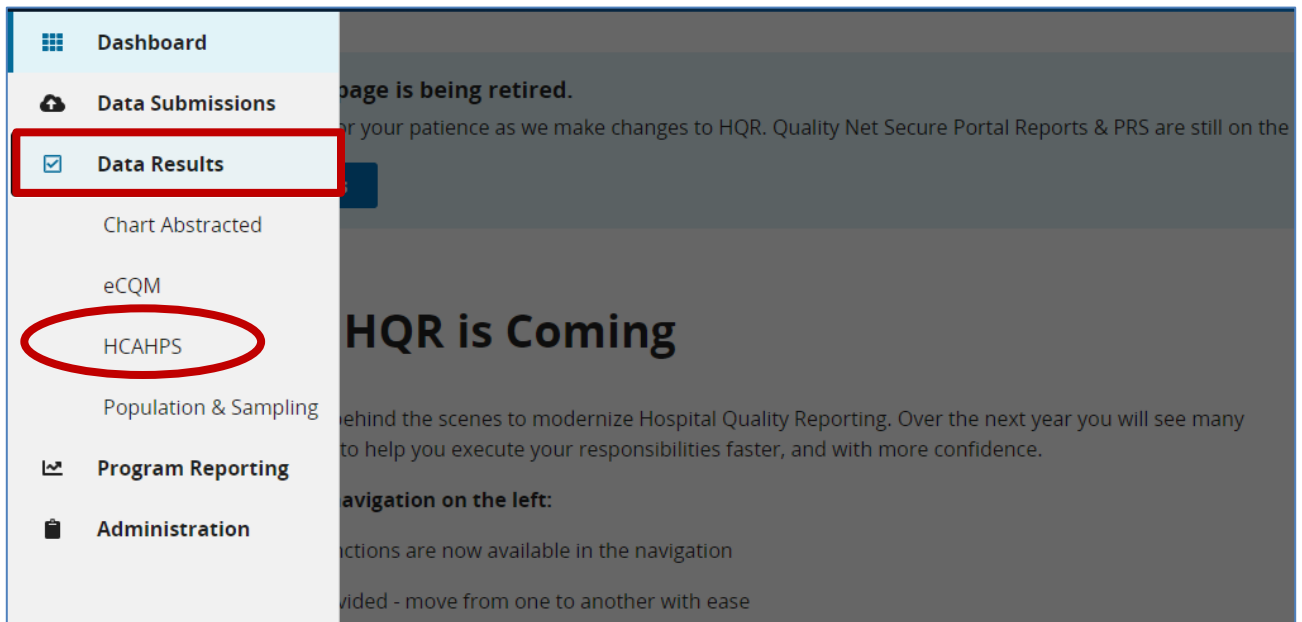 Dashboard
Data Submissions
Data Results
Chart Abstracted
eCQM
HCAHPS
Population & Sampling
Program Reporting
Administration
page is being retired.
or your patience as we make changes to HQR. Quality Net Secure Portal Reports & PRS are still on the
HQR is Coming
behind the scenes to modernize Hospital Quality Reporting. Over the next year you will see many
to help you execute your responsibilities faster, and with more confidence.
navigation on the left:
are now available in the navigation
- move from one to another with ease